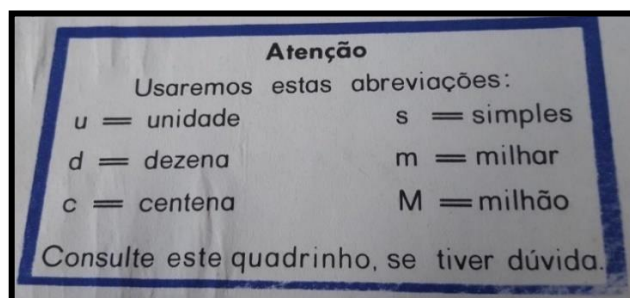 Atenção
Usaremos estas abreviações:
u = unidade s = simples
d = dezena m = milhar
c = centena M = milhão
Consulte este quadrinho, se tiver dúvida.